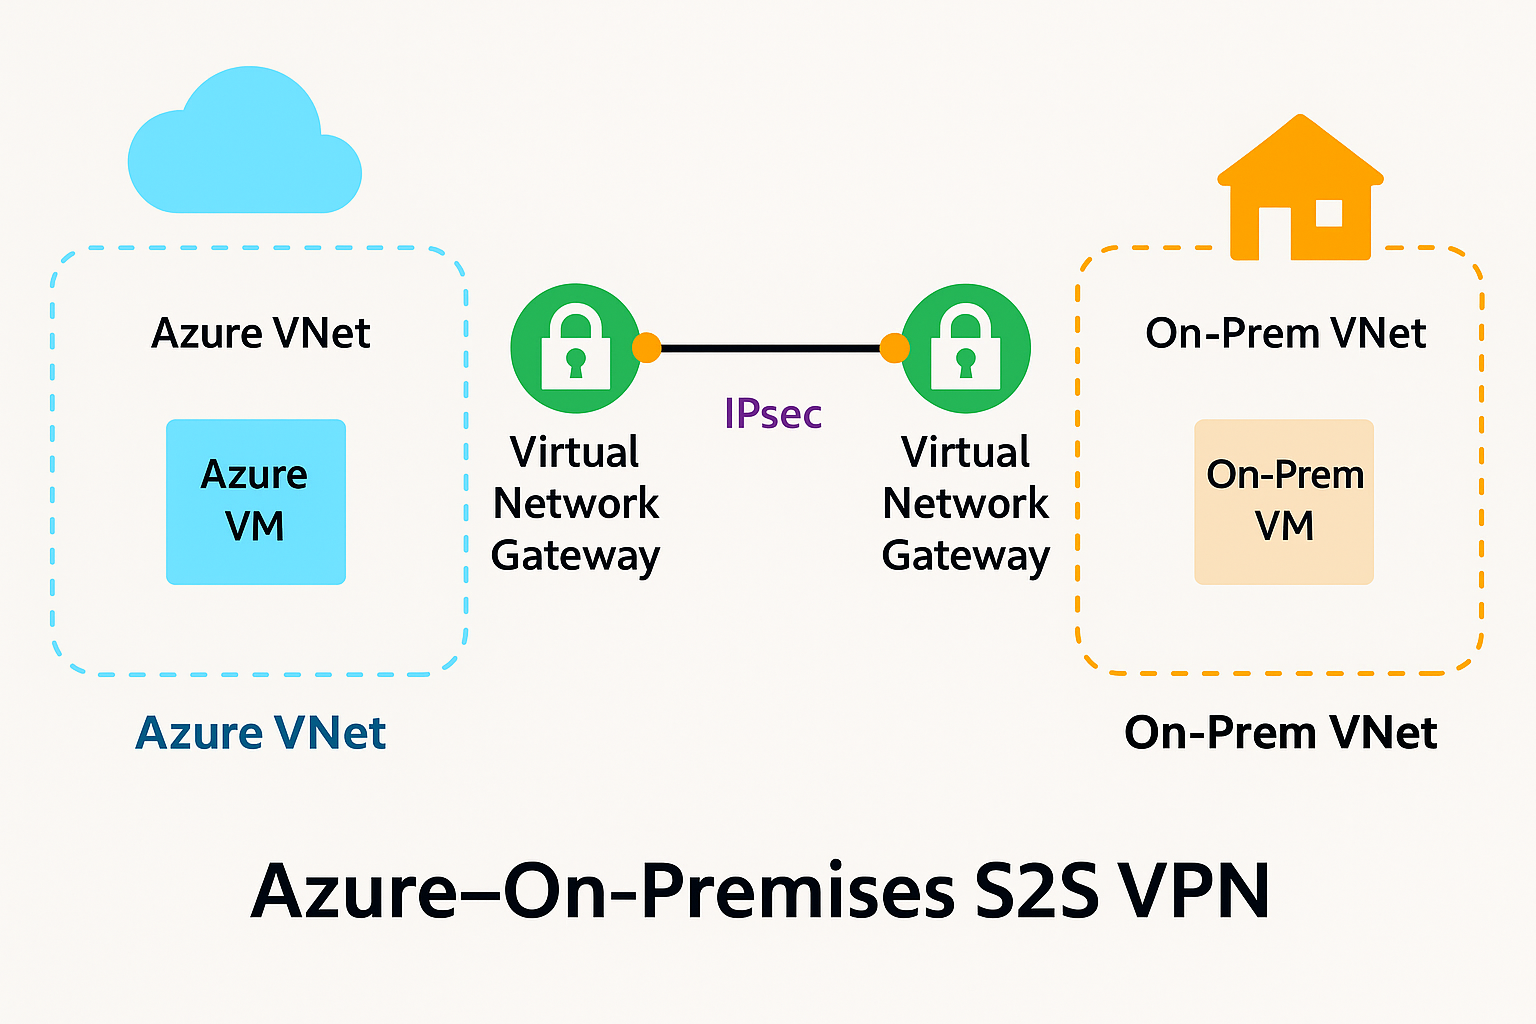 Azure VNet
Azure
VM
Azure VNet
Virtual
Network
Gateway
IPsec
Virtual
Network
Gateway
On-Prem VNet
On-Prem
VM
On-Prem VNet
Azure–On-Premises S2S VPN